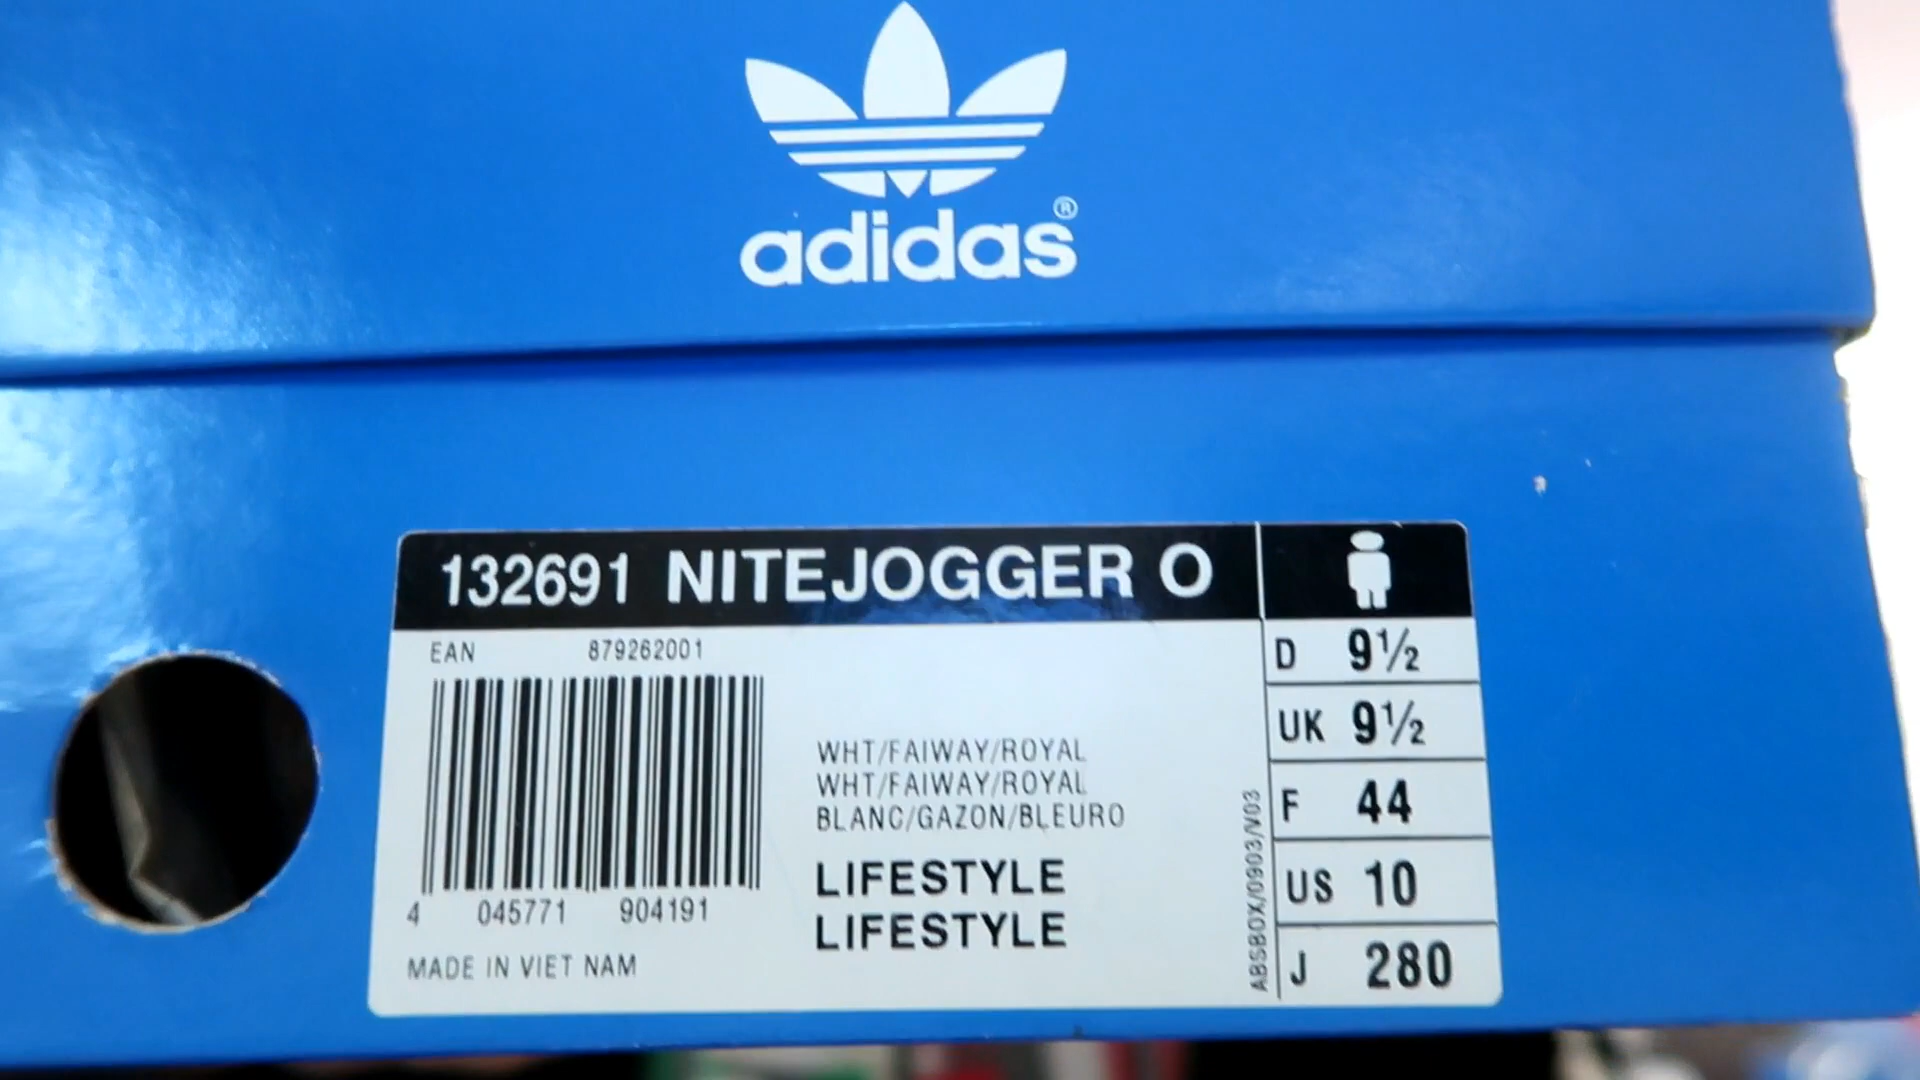 adidas®
132691 NITEJOGGER O
EAN 879262001
4 045771 904191
MADE IN VIET NAM
WHT/FAIWAY/ROYAL
WHT/FAIWAY/ROYAL
BLANC/GAZON/BLEURO
LIFESTYLE
LIFESTYLE
ABSBOX/0903/V03
D 9½
UK 9½
F 44
US 10
J 280